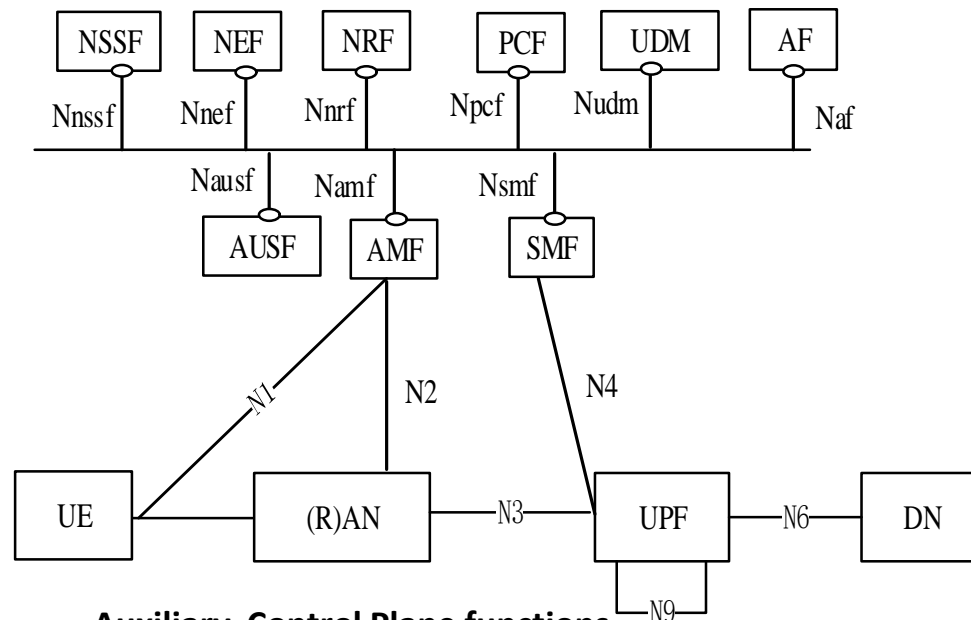 NSSF NEF NRF PCF UDM AF
Nnssf Nnef Nnrf Npcf Nudm Naf
Nausf Namf Nsmf
AUSF AMF SMF
N1 N2 N4
UE (R)AN N3 UPF N6 DN
N9
Auxiliary Control Plane functions